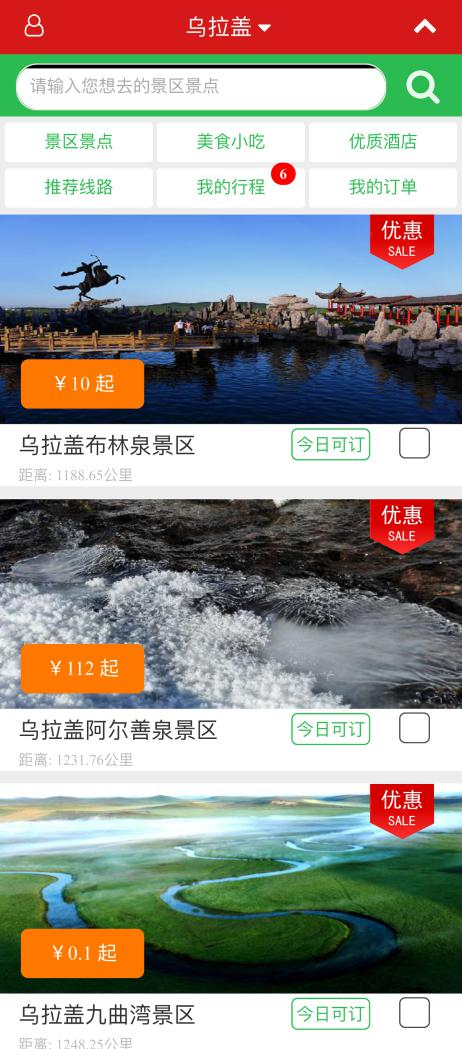 乌拉盖
请输入您想去的景区景点
景区景点 美食小吃 优质酒店
推荐线路 我的行程 6 我的订单
优惠
SALE
￥10 起
乌拉盖布林泉景区 今日可订
距离: 1188.65公里
优惠
SALE
￥112 起
乌拉盖阿尔善泉景区 今日可订
距离: 1231.76公里
优惠
SALE
￥0.1 起
乌拉盖九曲湾景区 今日可订
距离: 1248.25公里